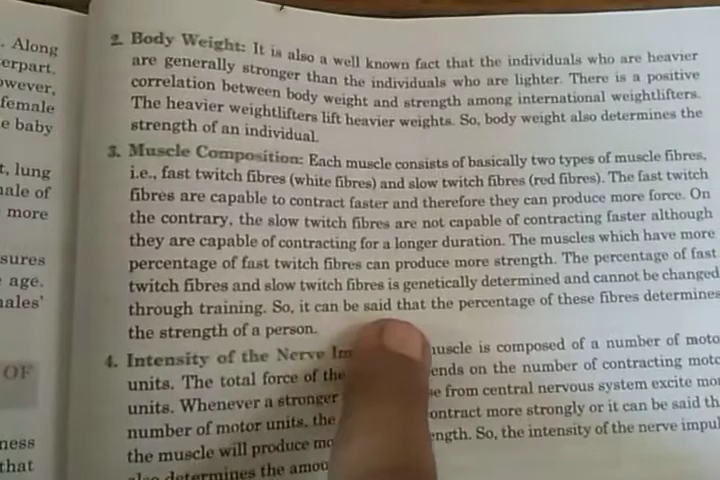 . Along
erpart.
owever,
female
e baby
t, lung
nale of
more
sures
age.
nales'
OF
ness
that
2. Body Weight: It is also a well known fact that the individuals who are heavier
are generally stronger than the individuals who are lighter. There is a positive
correlation between body weight and strength among international weightlifters.
The heavier weightlifters lift heavier weights. So, body weight also determines the
strength of an individual.
3. Muscle Composition: Each muscle consists of basically two types of muscle fibres,
i.e., fast twitch fibres (white fibres) and slow twitch fibres (red fibres). The fast twitch
fibres are capable to contract faster and therefore they can produce more force. On
the contrary, the slow twitch fibres are not capable of contracting faster although
they are capable of contracting for a longer duration. The muscles which have more
percentage of fast twitch fibres can produce more strength. The percentage of fast
twitch fibres and slow twitch fibres is genetically determined and cannot be changed
through training. So, it can be said that the percentage of these fibres determines
the strength of a person.
4. Intensity of the Nerve Im nuscle is composed of a number of moto
units. The total force of the ends on the number of contracting moto
units. Whenever a stronger se from central nervous system excite mor
number of motor units, the ontract more strongly or it can be said th
the muscle will produce mo ength. So, the intensity of the nerve impul
also determines the amou